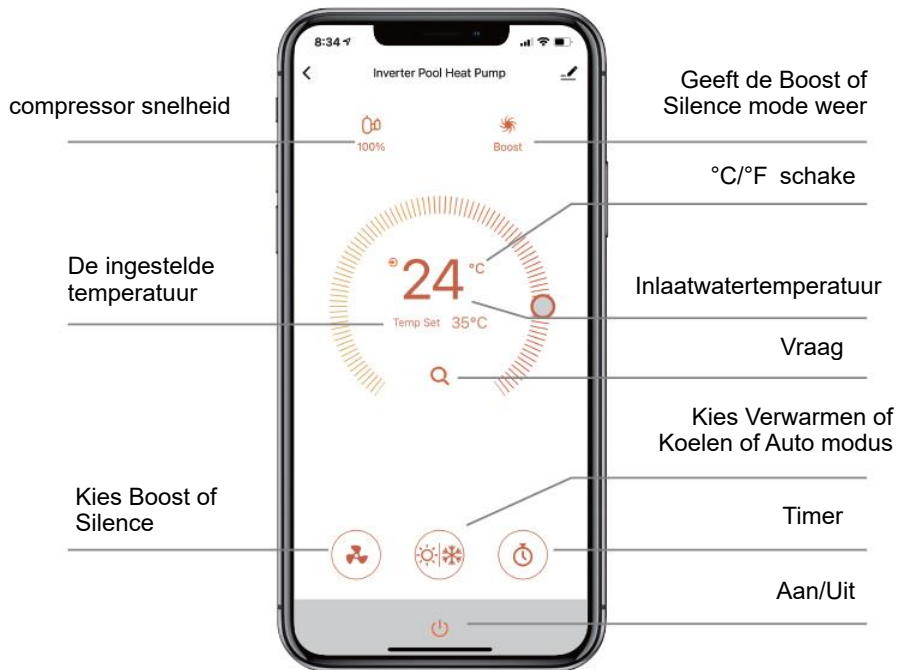 8:34
Inverter Pool Heat Pump
Geeft de Boost of
Silence mode weer
compressor snelheid
100%
Boost
°C/°F schake
De ingestelde
temperatuur
24 °C
Inlaatwatertemperatuur
Temp Set 35°C
Vraag
Kies Verwarmen of
Koelen of Auto modus
Kies Boost of
Silence
Timer
Aan/Uit